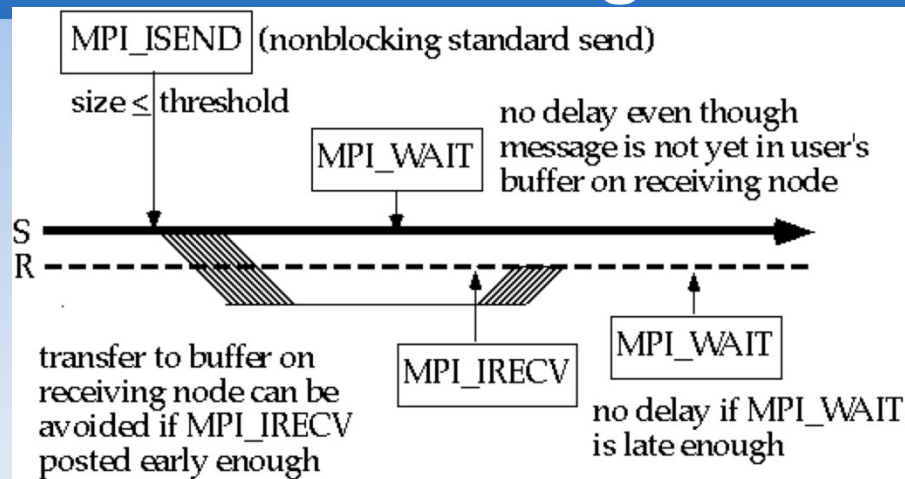 MPI_ISEND (nonblocking standard send)
size ≤ threshold
MPI_WAIT
no delay even though
message is not yet in user's
buffer on receiving node
S
R
transfer to buffer on
receiving node can be
avoided if MPI_IRECV
posted early enough
MPI_IRECV
MPI_WAIT
no delay if MPI_WAIT
is late enough